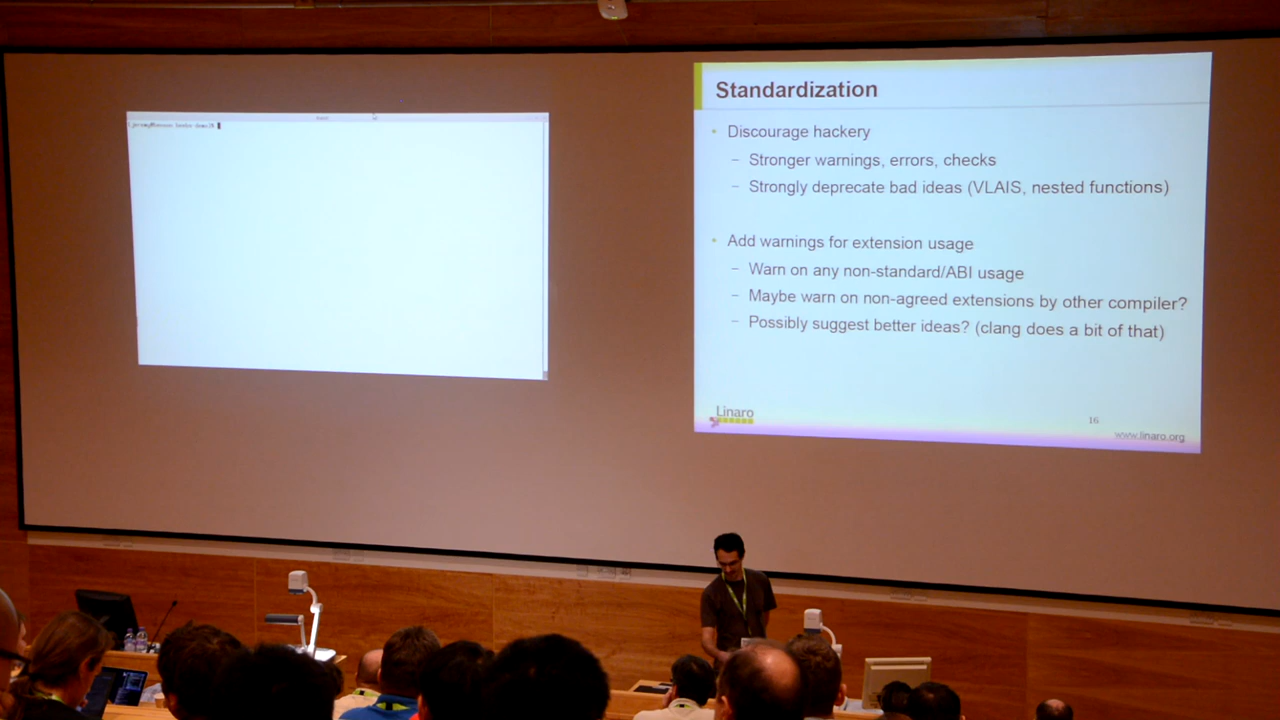 Standardization
• Discourage hackery
– Stronger warnings, errors, checks
– Strongly deprecate bad ideas (VLAIS, nested functions)
• Add warnings for extension usage
– Warn on any non-standard/ABI usage
– Maybe warn on non-agreed extensions by other compiler?
– Possibly suggest better ideas? (clang does a bit of that)
Linaro
16
www.linaro.org